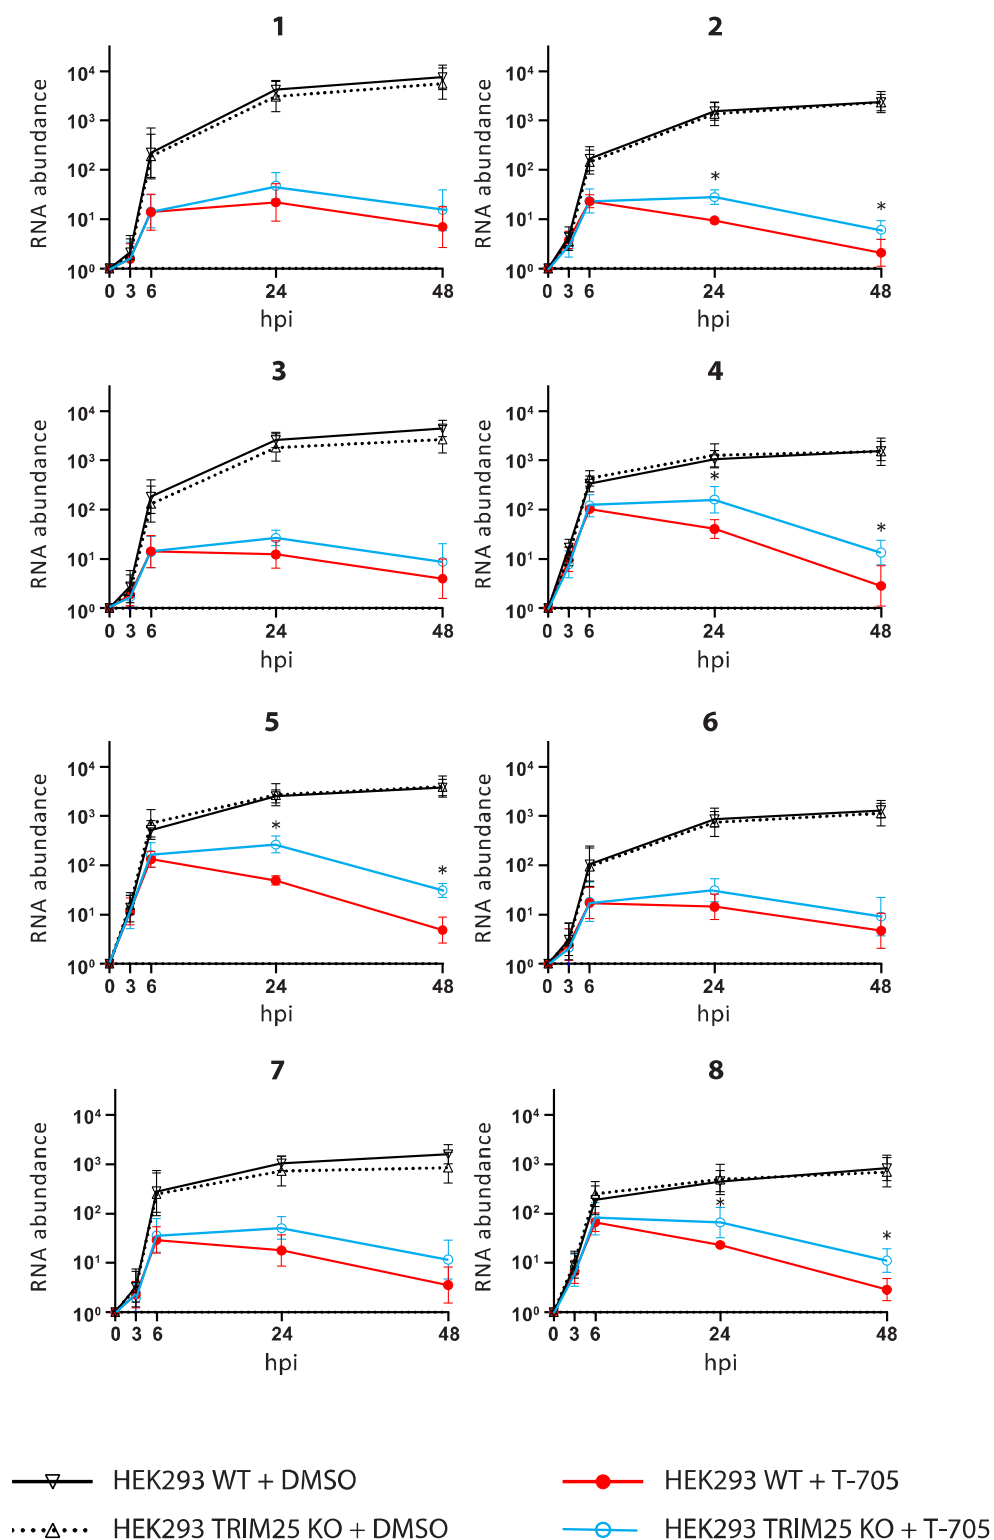 1
RNA abundance
10⁴
10³
10²
10¹
10⁰
0 3 6 24 48
hpi
2
RNA abundance
10⁴
10³
10²
10¹
10⁰
*
*
0 3 6 24 48
hpi
3
RNA abundance
10⁴
10³
10²
10¹
10⁰
0 3 6 24 48
hpi
4
RNA abundance
10⁴
10³
10²
10¹
10⁰
*
*
0 3 6 24 48
hpi
5
RNA abundance
10⁴
10³
10²
10¹
10⁰
*
*
0 3 6 24 48
hpi
6
RNA abundance
10⁴
10³
10²
10¹
10⁰
0 3 6 24 48
hpi
7
RNA abundance
10⁴
10³
10²
10¹
10⁰
0 3 6 24 48
hpi
8
RNA abundance
10⁴
10³
10²
10¹
10⁰
*
*
0 3 6 24 48
hpi
HEK293 WT + DMSO
HEK293 WT + T-705
HEK293 TRIM25 KO + DMSO
HEK293 TRIM25 KO + T-705